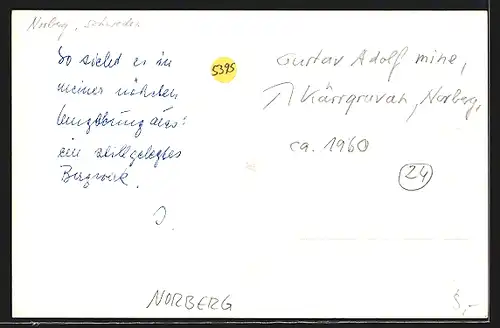 Norberg, Schweden
So sieht es in
meiner nähsten
Umgebung aus:
ein stillgelegtes
Bergwerk.
J.
5395
Gustav Adolf mine,
↗ Kärrgruvan, Norberg,
ca. 1960
24
NORBERG